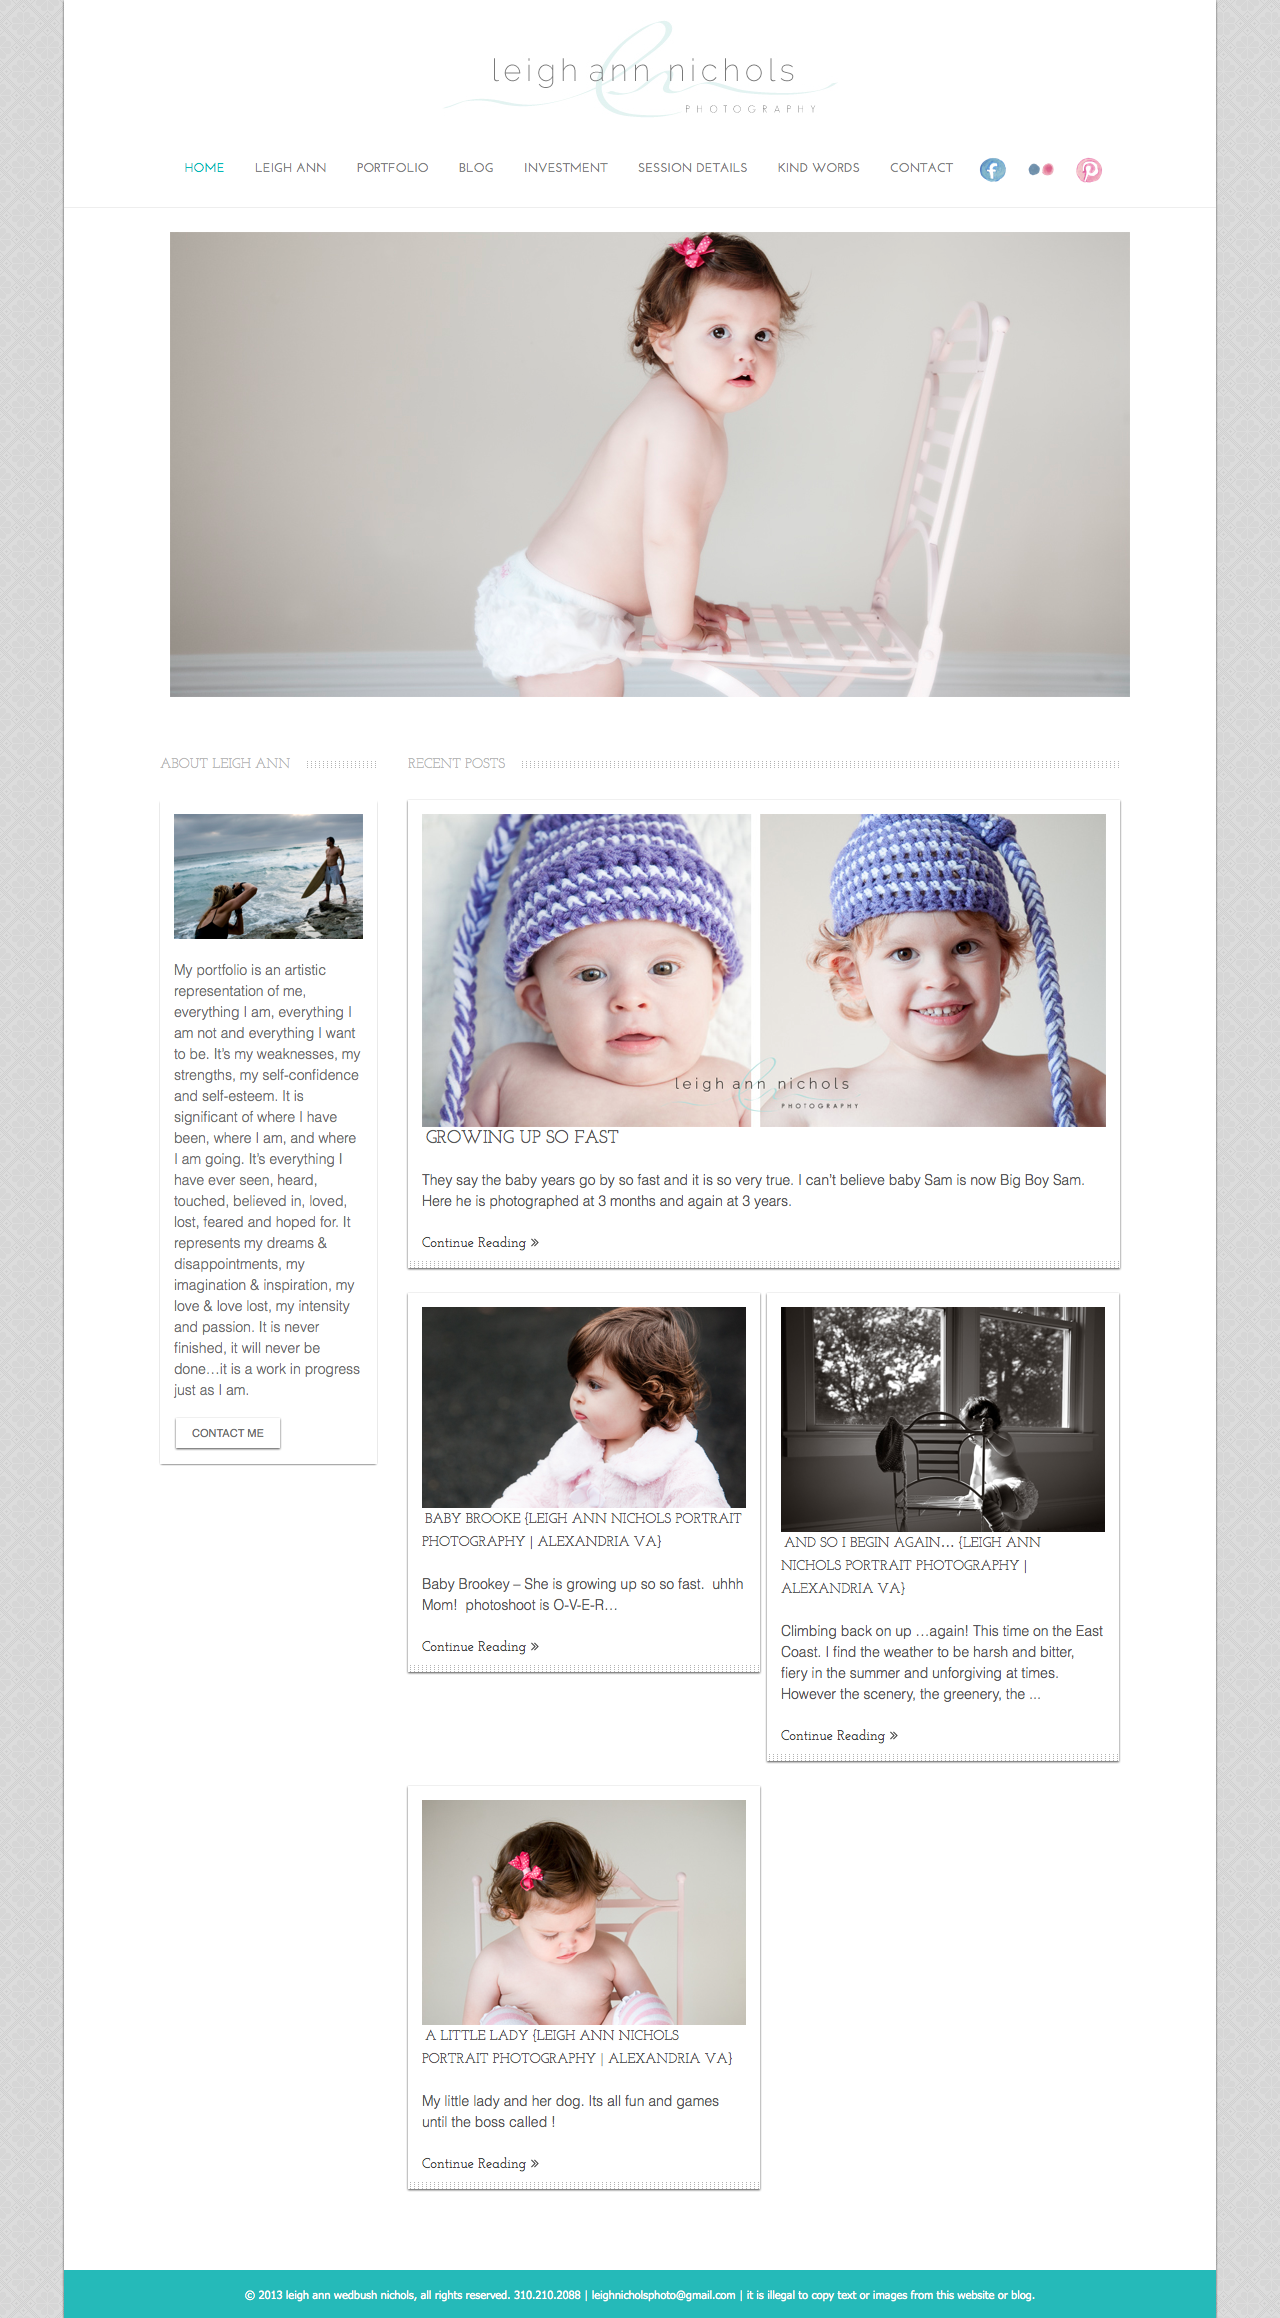 leigh ann nichols
PHOTOGRAPHY
HOME LEIGH ANN PORTFOLIO BLOG INVESTMENT SESSION DETAILS KIND WORDS CONTACT
ABOUT LEIGH ANN
My portfolio is an artistic
representation of me,
everything I am, everything I
am not and everything I want
to be. It’s my weaknesses, my
strengths, my self-confidence
and self-esteem. It is
significant of where I have
been, where I am, and where
I am going. It’s everything I
have ever seen, heard,
touched, believed in, loved,
lost, feared and hoped for. It
represents my dreams &
disappointments, my
imagination & inspiration, my
love & love lost, my intensity
and passion. It is never
finished, it will never be
done…it is a work in progress
just as I am.
CONTACT ME
RECENT POSTS
leigh ann nichols
PHOTOGRAPHY
GROWING UP SO FAST
They say the baby years go by so fast and it is so very true. I can’t believe baby Sam is now Big Boy Sam.
Here he is photographed at 3 months and again at 3 years.
Continue Reading »
BABY BROOKE {LEIGH ANN NICHOLS PORTRAIT
PHOTOGRAPHY | ALEXANDRIA VA}
Baby Brookey – She is growing up so so fast.  uhhh
Mom!  photoshoot is O-V-E-R…
Continue Reading »
AND SO I BEGIN AGAIN… {LEIGH ANN
NICHOLS PORTRAIT PHOTOGRAPHY |
ALEXANDRIA VA}
Climbing back on up …again! This time on the East
Coast. I find the weather to be harsh and bitter,
fiery in the summer and unforgiving at times.
However the scenery, the greenery, the ...
Continue Reading »
A LITTLE LADY {LEIGH ANN NICHOLS
PORTRAIT PHOTOGRAPHY | ALEXANDRIA VA}
My little lady and her dog. Its all fun and games
until the boss called !
Continue Reading »
© 2013 leigh ann wedbush nichols, all rights reserved. 310.210.2088 | leighnicholsphoto@gmail.com | it is illegal to copy text or images from this website or blog.